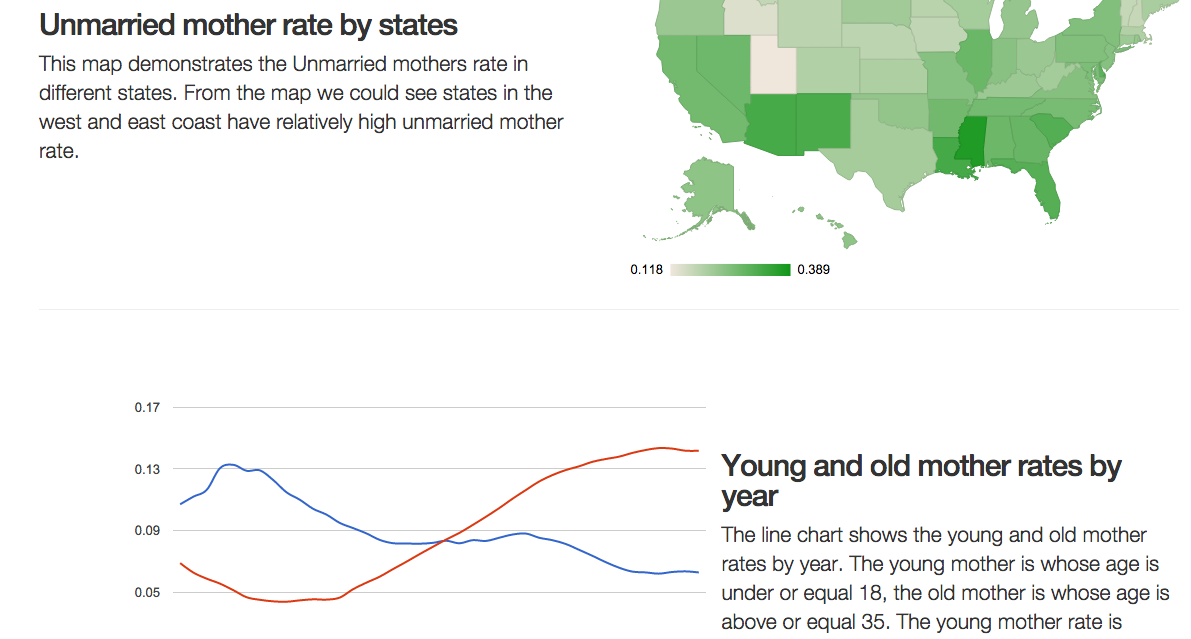 Unmarried mother rate by states
This map demonstrates the Unmarried mothers rate in
different states. From the map we could see states in the
west and east coast have relatively high unmarried mother
rate.
0.118
0.389
0.17
0.13
0.09
0.05
Young and old mother rates by
year
The line chart shows the young and old mother
rates by year. The young mother is whose age is
under or equal 18, the old mother is whose age is
above or equal 35. The young mother rate is